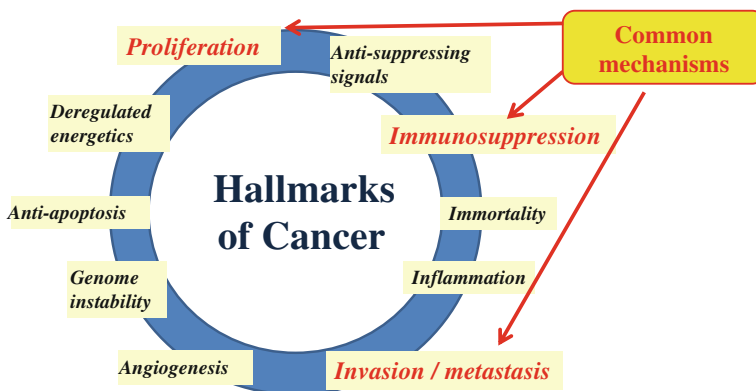 Proliferation
Anti-suppressing
signals
Common
mechanisms
Deregulated
energetics
Immunosuppression
Hallmarks
of Cancer
Anti-apoptosis
Immortality
Genome
instability
Inflammation
Angiogenesis
Invasion / metastasis